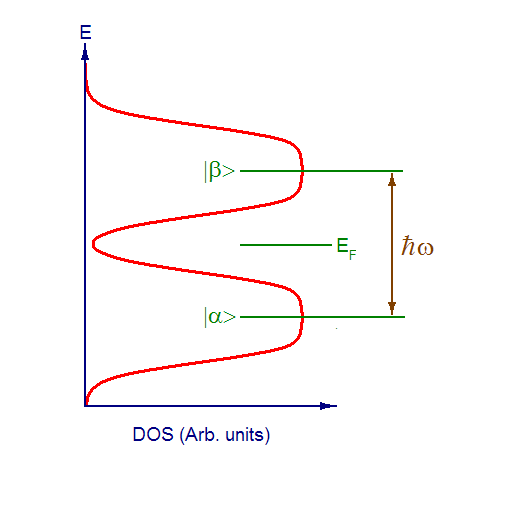 E
|β>
E_F
ħω
|α>
DOS (Arb. units)